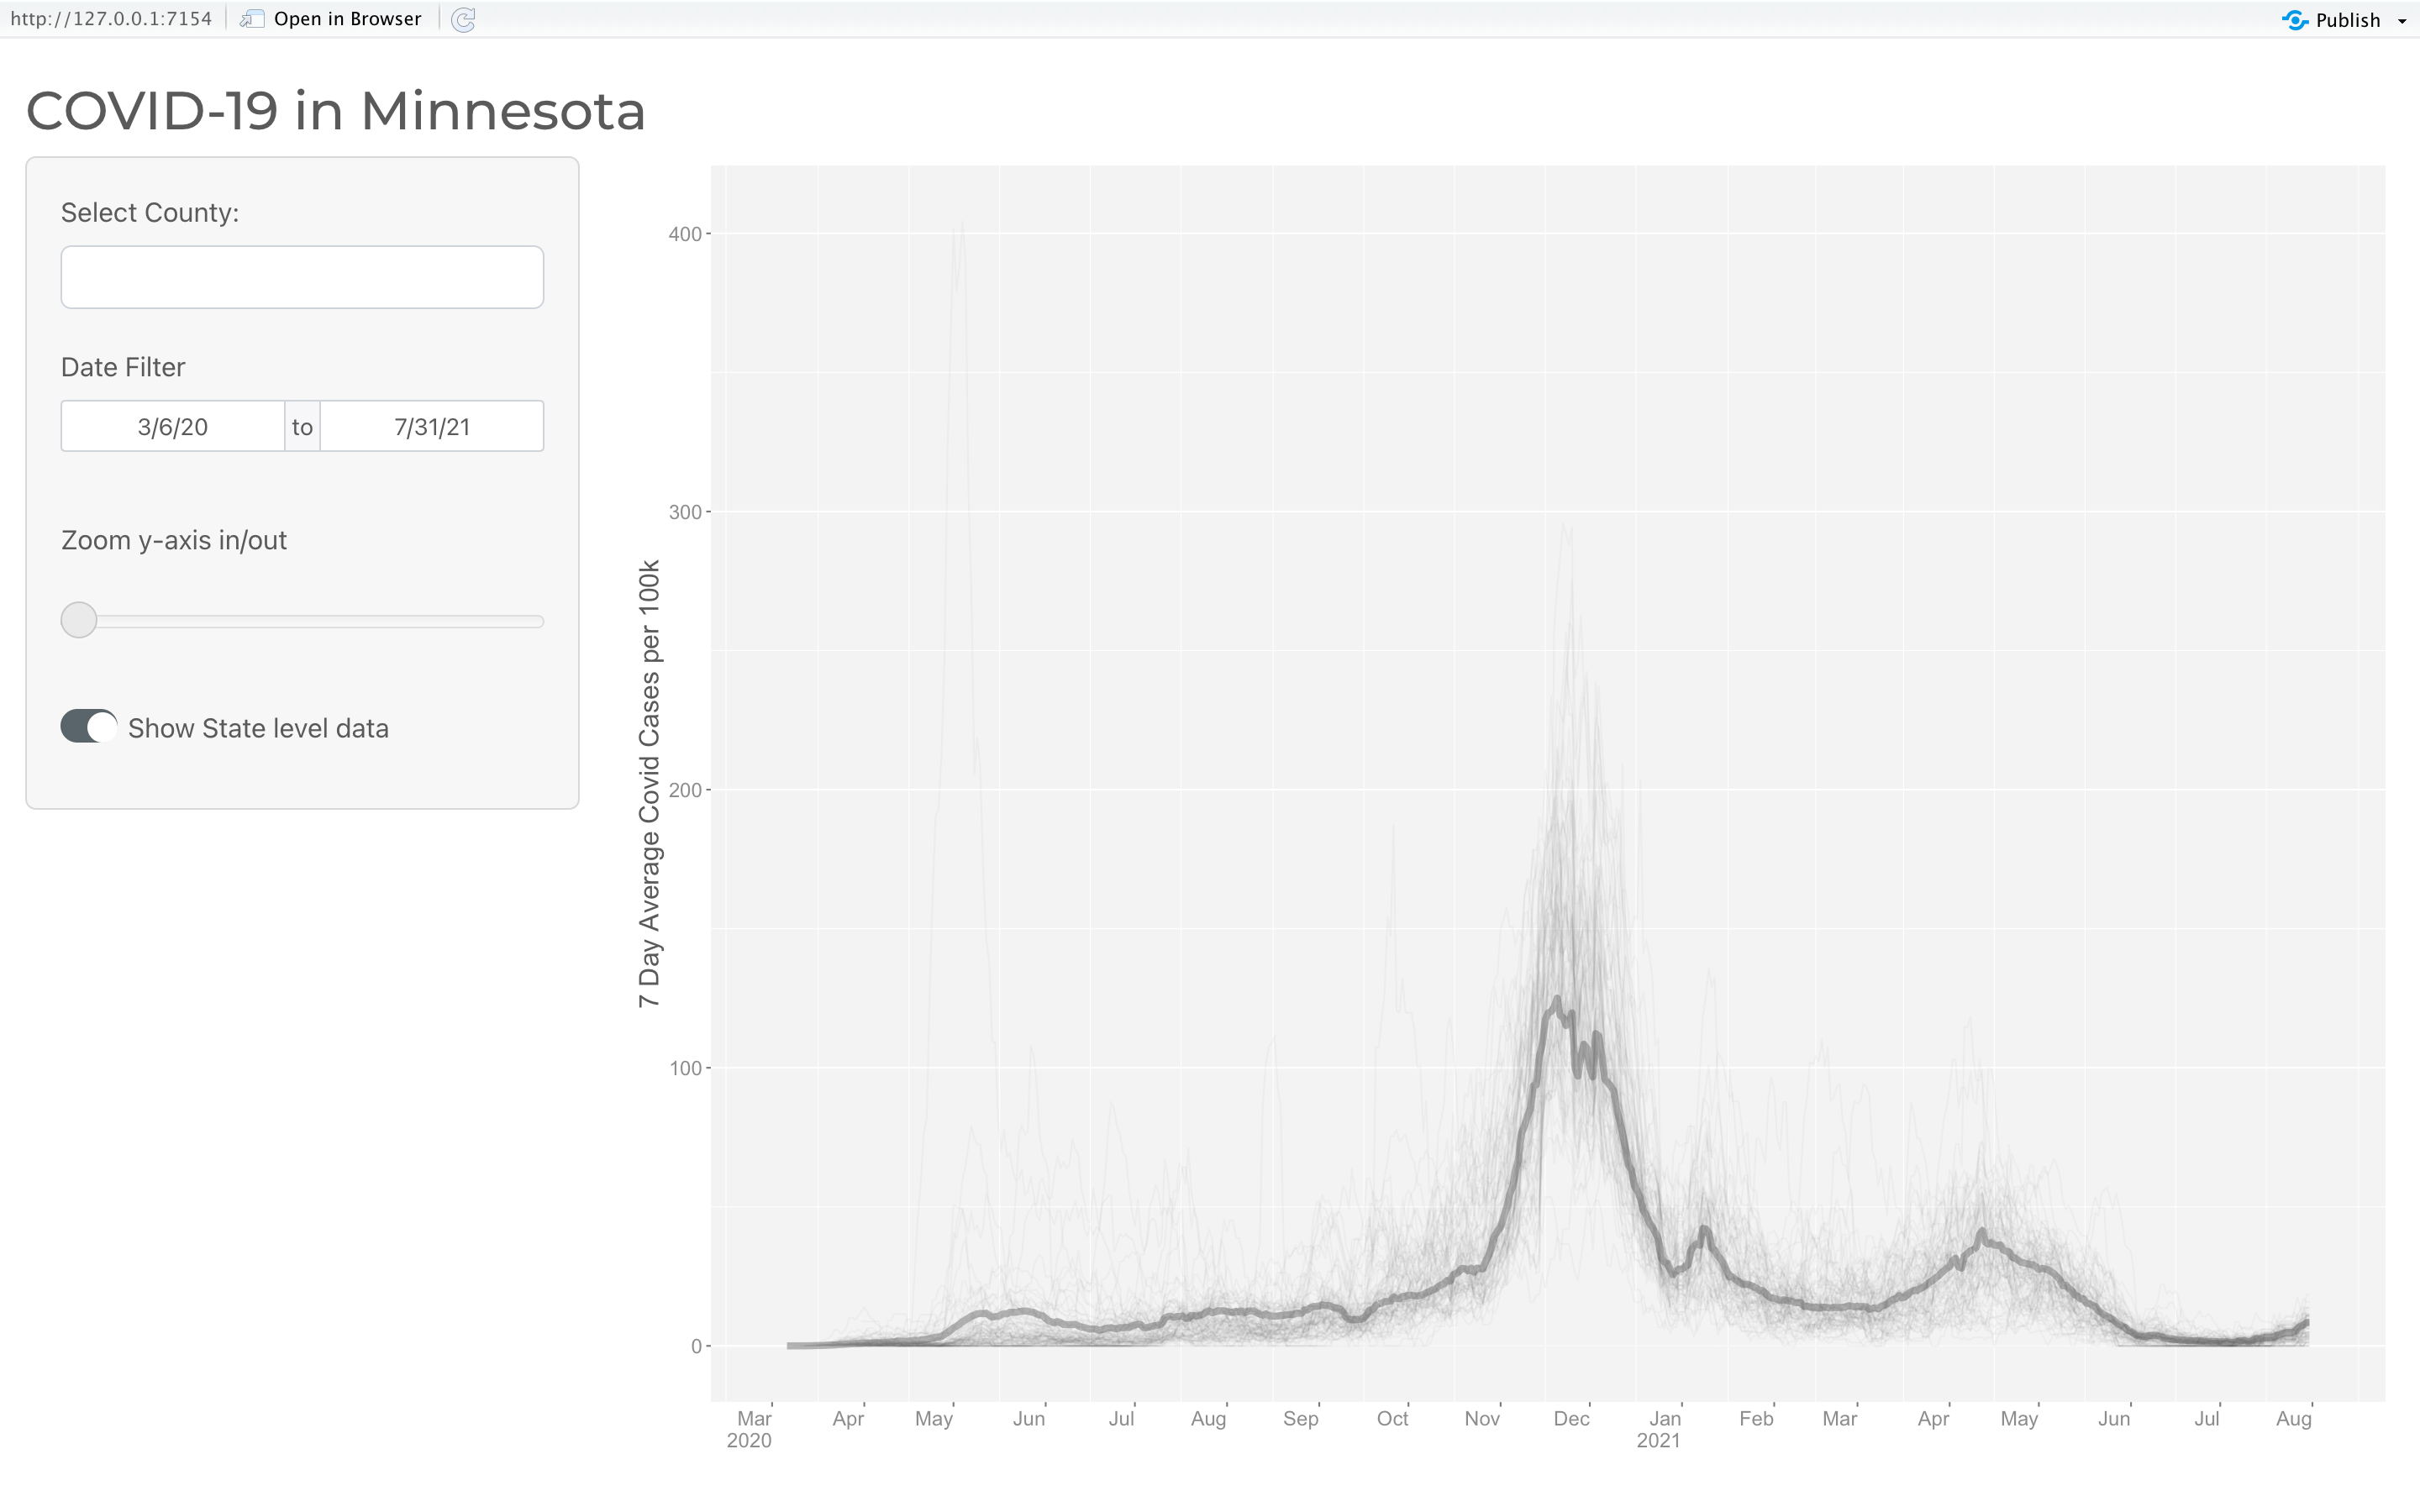 http://127.0.0.1:7154 Open in Browser Publish
COVID-19 in Minnesota
Select County:
Date Filter
3/6/20 to 7/31/21
Zoom y-axis in/out
Show State level data
7 Day Average Covid Cases per 100k
400
300
200
100
0
Mar Apr May Jun Jul Aug Sep Oct Nov Dec Jan Feb Mar Apr May Jun Jul Aug
2020 2021